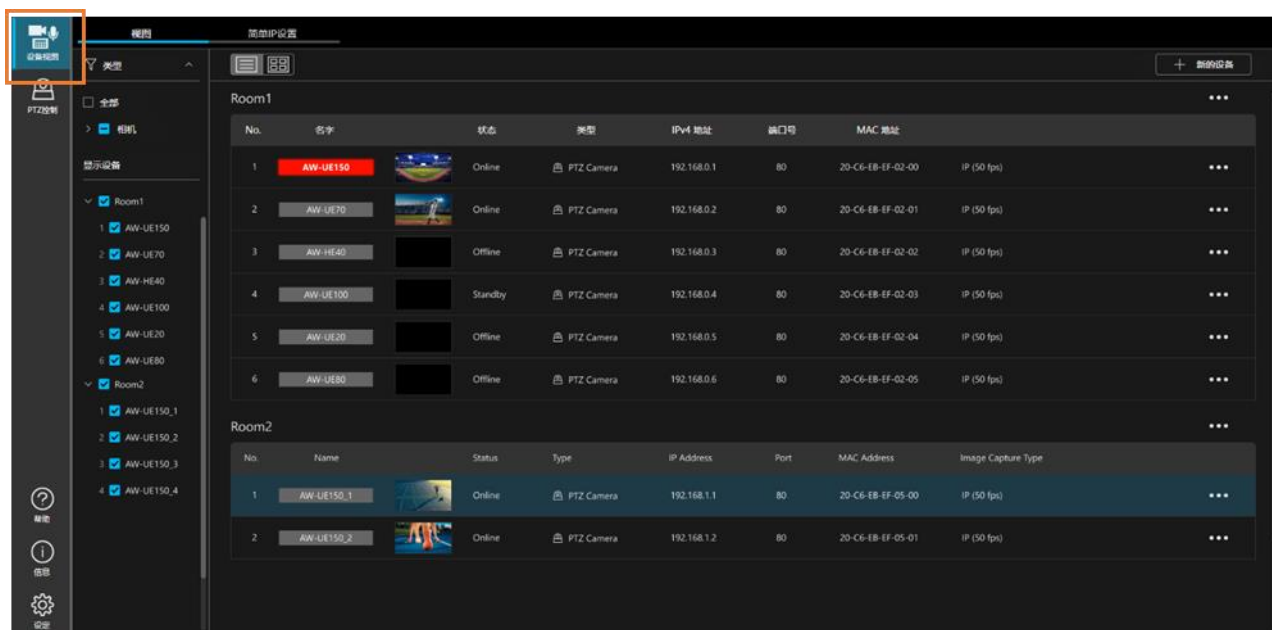 设备视图
PTZ控制
帮助
信息
设定
视图
简单IP设置
类型
全部
相机
显示设备
Room1
1 AW-UE150
2 AW-UE70
3 AW-HE40
4 AW-UE100
5 AW-UE20
6 AW-UE80
Room2
1 AW-UE150_1
2 AW-UE150_2
3 AW-UE150_3
4 AW-UE150_4
新的设备
Room1
No. 名字 状态 类型 IPv4 地址 端口号 MAC 地址
1 AW-UE150 Online PTZ Camera 192.168.0.1 80 20-C6-EB-EF-02-00 IP (50 fps)
2 AW-UE70 Online PTZ Camera 192.168.0.2 80 20-C6-EB-EF-02-01 IP (50 fps)
3 AW-HE40 Offline PTZ Camera 192.168.0.3 80 20-C6-EB-EF-02-02 IP (50 fps)
4 AW-UE100 Standby PTZ Camera 192.168.0.4 80 20-C6-EB-EF-02-03 IP (50 fps)
5 AW-UE20 Offline PTZ Camera 192.168.0.5 80 20-C6-EB-EF-02-04 IP (50 fps)
6 AW-UE80 Offline PTZ Camera 192.168.0.6 80 20-C6-EB-EF-02-05 IP (50 fps)
Room2
No. Name Status Type IP Address Port MAC Address Image Capture Type
1 AW-UE150_1 Online PTZ Camera 192.168.1.1 80 20-C6-EB-EF-05-00 IP (50 fps)
2 AW-UE150_2 Online PTZ Camera 192.168.1.2 80 20-C6-EB-EF-05-01 IP (50 fps)